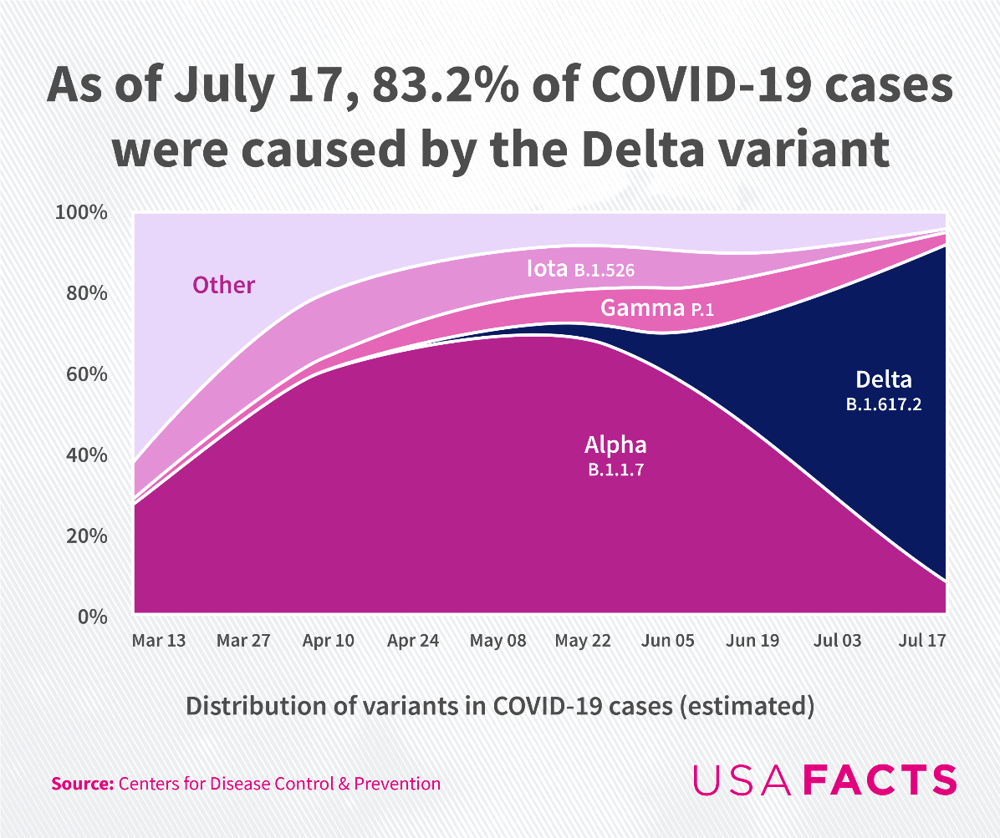 As of July 17, 83.2% of COVID-19 cases
were caused by the Delta variant
100%
80%
60%
40%
20%
0%
Other
Iota B.1.526
Gamma P.1
Delta
B.1.617.2
Alpha
B.1.1.7
Mar 13 Mar 27 Apr 10 Apr 24 May 08 May 22 Jun 05 Jun 19 Jul 03 Jul 17
Distribution of variants in COVID-19 cases (estimated)
Source: Centers for Disease Control & Prevention
USAFACTS